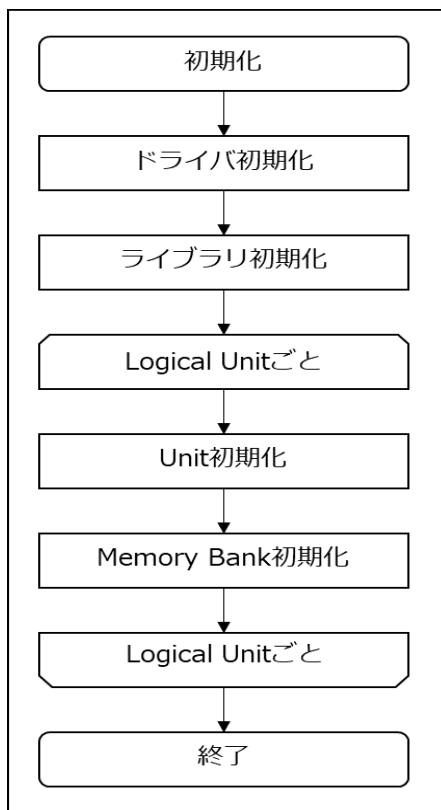 初期化
ドライバ初期化
ライブラリ初期化
Logical Unitごと
Unit初期化
Memory Bank初期化
Logical Unitごと
終了